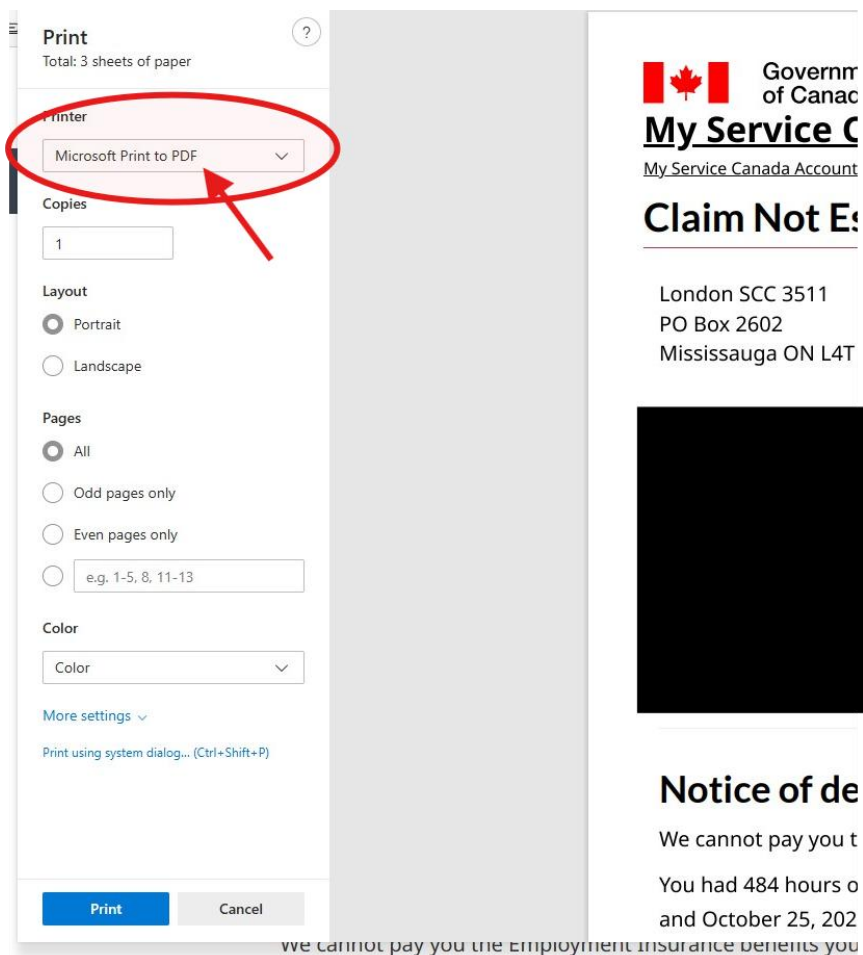 Print
Total: 3 sheets of paper
?
Printer
Microsoft Print to PDF
Copies
1
Layout
Portrait
Landscape
Pages
All
Odd pages only
Even pages only
e.g. 1-5, 8, 11-13
Color
Color
More settings
Print using system dialog... (Ctrl+Shift+P)
Print Cancel
Governm
of Canad
My Service C
My Service Canada Account
Claim Not Es
London SCC 3511
PO Box 2602
Mississauga ON L4T
Notice of de
We cannot pay you t
You had 484 hours o
and October 25, 202
We cannot pay you the Employment Insurance benefits you